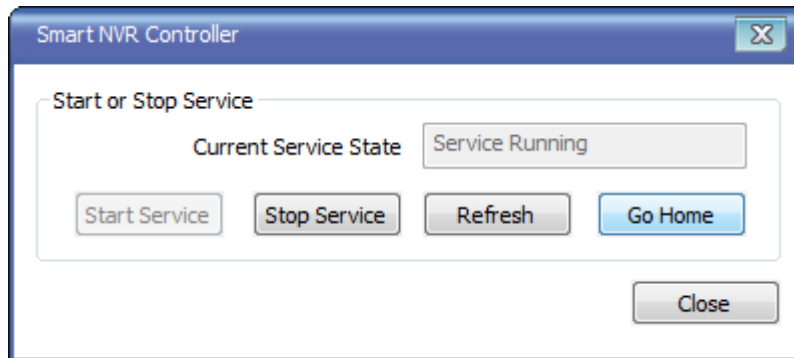 Smart NVR Controller
Start or Stop Service
Current Service State Service Running
Start Service Stop Service Refresh Go Home
Close